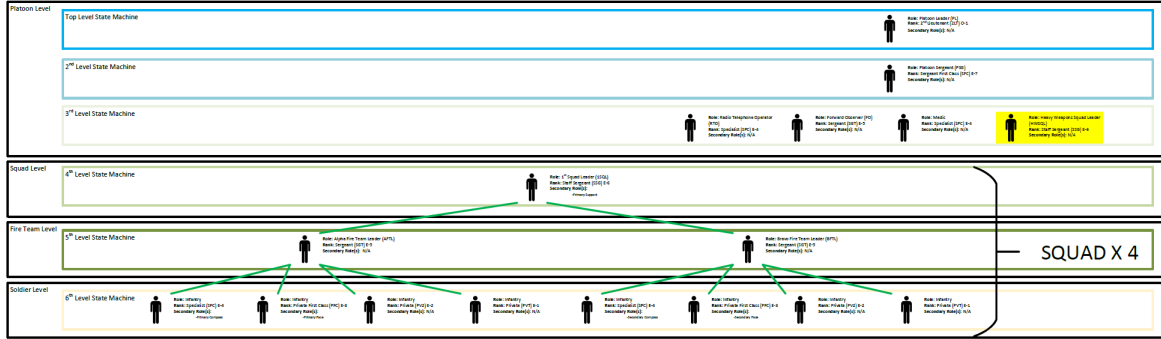 Platoon Level
Top Level State Machine
Role: Platoon Leader (PL)
Rank: 2nd Lieutenant (2LT) O-1
Secondary Role(s): N/A
2nd Level State Machine
Role: Platoon Sergeant (PSG)
Rank: Sergeant First Class (SFC) E-7
Secondary Role(s): N/A
3rd Level State Machine
Role: Radio Telephone Operator
(RTO)
Rank: Specialist (SPC) E-4
Secondary Role(s): N/A
Role: Forward Observer (FO)
Rank: Sergeant (SGT) E-5
Secondary Role(s): N/A
Role: Medic
Rank: Specialist (SPC) E-4
Secondary Role(s): N/A
Role: Heavy Weapons Squad Leader
(HWSQL)
Rank: Staff Sergeant (SSG) E-6
Secondary Role(s): N/A
Squad Level
4th Level State Machine
Role: 1st Squad Leader (1SQL)
Rank: Staff Sergeant (SSG) E-6
Secondary Role(s):
-Primary Support
Fire Team Level
5th Level State Machine
Role: Alpha Fire Team Leader (AFTL)
Rank: Sergeant (SGT) E-5
Secondary Role(s): N/A
Role: Bravo Fire Team Leader (BFTL)
Rank: Sergeant (SGT) E-5
Secondary Role(s): N/A
SQUAD X 4
Soldier Level
6th Level State Machine
Role: Infantry
Rank: Specialist (SPC) E-4
Secondary Role(s):
-Primary Compass
Role: Infantry
Rank: Private First Class (PFC) E-3
Secondary Role(s):
-Primary Pace
Role: Infantry
Rank: Private (PV2) E-2
Secondary Role(s): N/A
Role: Infantry
Rank: Private (PVT) E-1
Secondary Role(s): N/A
Role: Infantry
Rank: Specialist (SPC) E-4
Secondary Role(s):
-Secondary Compass
Role: Infantry
Rank: Private First Class (PFC) E-3
Secondary Role(s):
-Secondary Pace
Role: Infantry
Rank: Private (PV2) E-2
Secondary Role(s): N/A
Role: Infantry
Rank: Private (PVT) E-1
Secondary Role(s): N/A